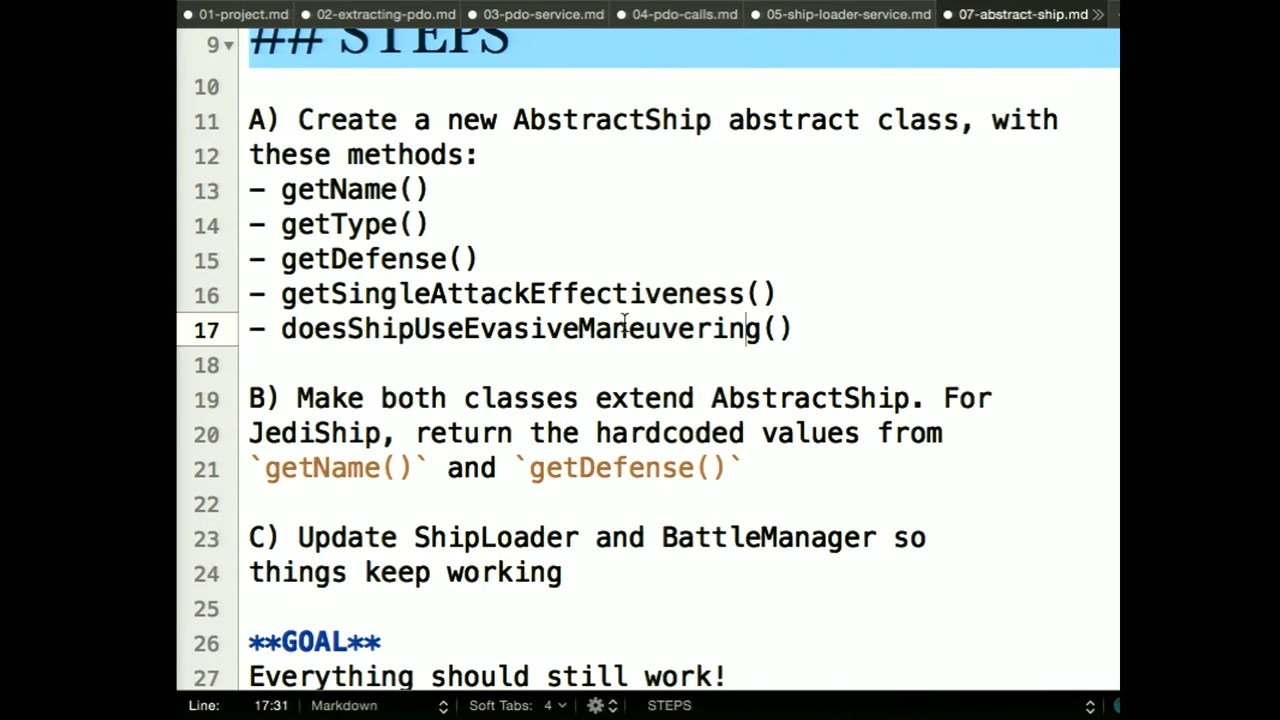 01-project.md
02-extracting-pdo.md
03-pdo-service.md
04-pdo-calls.md
05-ship-loader-service.md
07-abstract-ship.md
9 ## STEPS
10
11 A) Create a new AbstractShip abstract class, with
12 these methods:
13 - getName()
14 - getType()
15 - getDefense()
16 - getSingleAttackEffectiveness()
17 - doesShipUseEvasiveManeuvering()
18
19 B) Make both classes extend AbstractShip. For
20 JediShip, return the hardcoded values from
21 `getName()` and `getDefense()`
22
23 C) Update ShipLoader and BattleManager so
24 things keep working
25
26 **GOAL**
27 Everything should still work!
Line: 17:31 Markdown Soft Tabs: 4 STEPS